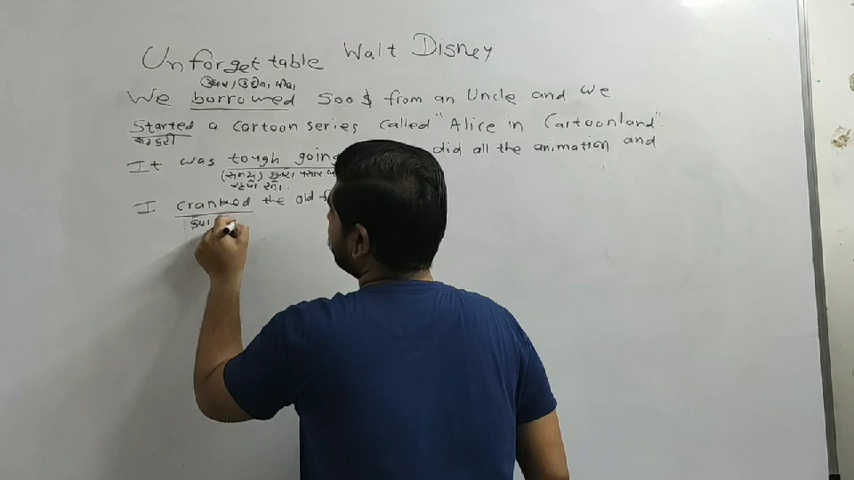 Unforgettable Walt Disney
We borrowed 500$ from an Uncle and we
Started a cartoon series called "Alice in Cartoonland".
It was tough going did all the animation and
(સમય)
I cranked the old